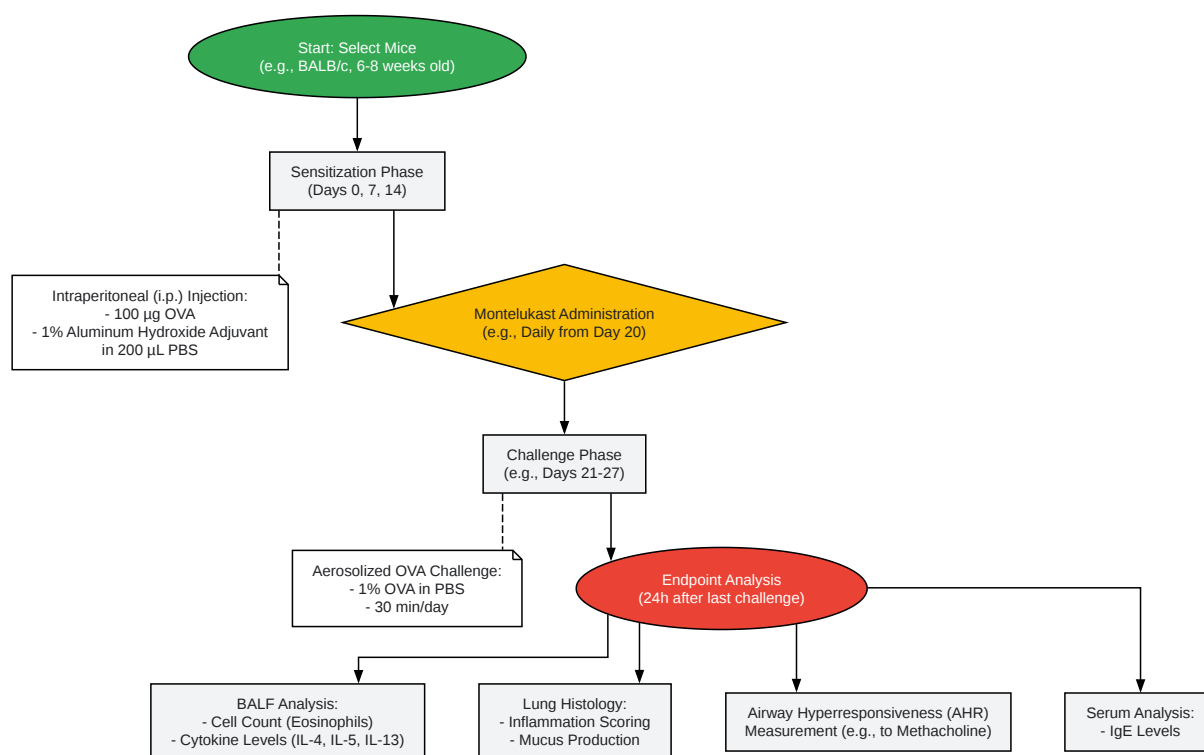 Start: Select Mice
(e.g., BALB/c, 6-8 weeks old)
Sensitization Phase
(Days 0, 7, 14)
Intraperitoneal (i.p.) Injection:
- 100 µg OVA
- 1% Aluminum Hydroxide Adjuvant
in 200 µL PBS
Montelukast Administration
(e.g., Daily from Day 20)
Challenge Phase
(e.g., Days 21-27)
Aerosolized OVA Challenge:
- 1% OVA in PBS
- 30 min/day
Endpoint Analysis
(24h after last challenge)
BALF Analysis:
- Cell Count (Eosinophils)
- Cytokine Levels (IL-4, IL-5, IL-13)
Lung Histology:
- Inflammation Scoring
- Mucus Production
Airway Hyperresponsiveness (AHR)
Measurement (e.g., to Methacholine)
Serum Analysis:
- IgE Levels